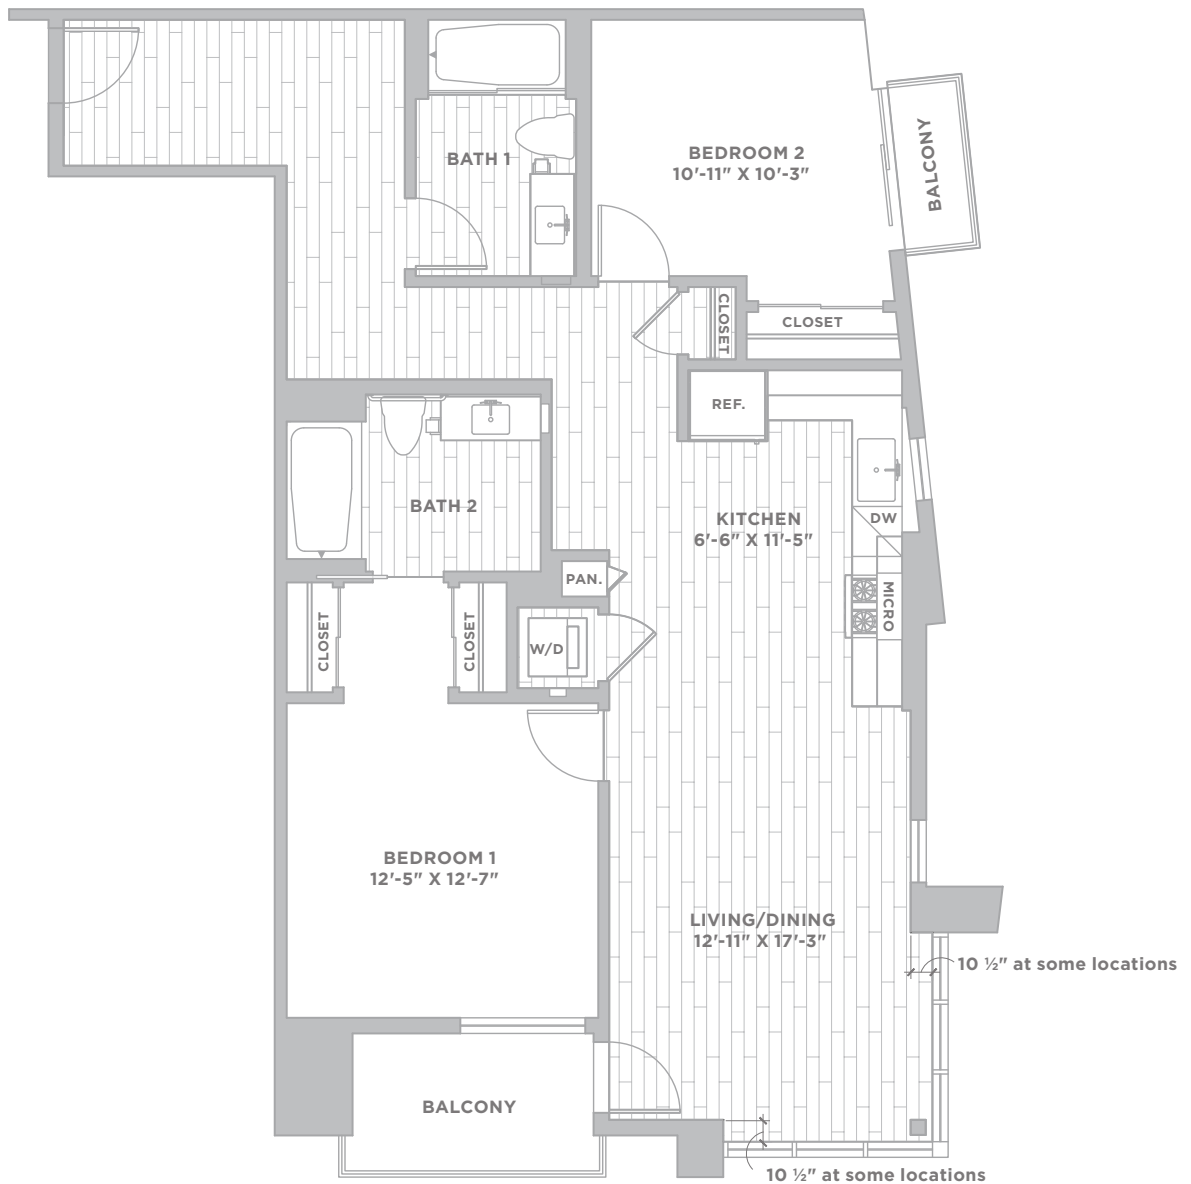 BATH 1
BEDROOM 2
10'-11" X 10'-3"
BALCONY
CLOSET
CLOSET
REF.
BATH 2
KITCHEN
6'-6" X 11'-5"
DW
PAN.
MICRO
CLOSET
CLOSET
W/D
BEDROOM 1
12'-5" X 12'-7"
LIVING/DINING
12'-11" X 17'-3"
10 ½" at some locations
BALCONY
10 ½" at some locations